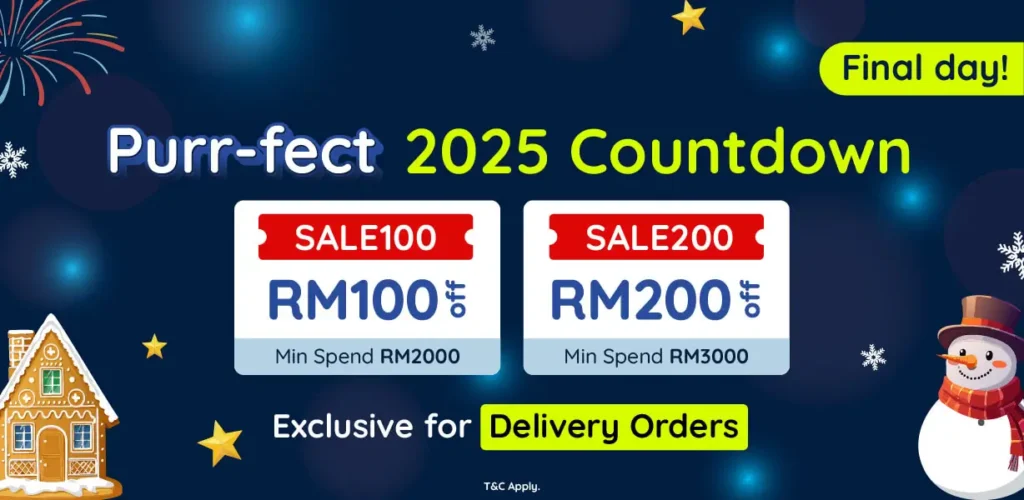 Final day!
Purr-fect 2025 Countdown
SALE100
RM100 off
Min Spend RM2000
SALE200
RM200 off
Min Spend RM3000
Exclusive for Delivery Orders
T&C Apply.